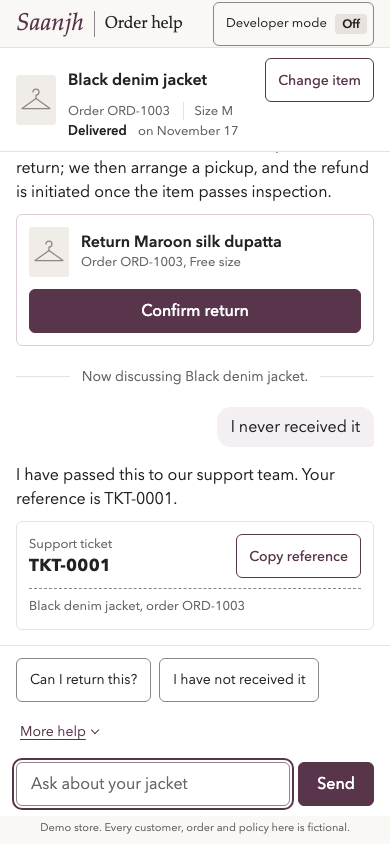 Saanjh
Order help
Developer mode Off
Black denim jacket
Change item
Order ORD-1003 Size M
Delivered on November 17
return; we then arrange a pickup, and the refund
is initiated once the item passes inspection.
Return Maroon silk dupatta
Order ORD-1003, Free size
Confirm return
Now discussing Black denim jacket.
I never received it
I have passed this to our support team. Your
reference is TKT-0001.
Support ticket
TKT-0001
Copy reference
Black denim jacket, order ORD-1003
Can I return this?
I have not received it
More help
Ask about your jacket
Send
Demo store. Every customer, order and policy here is fictional.